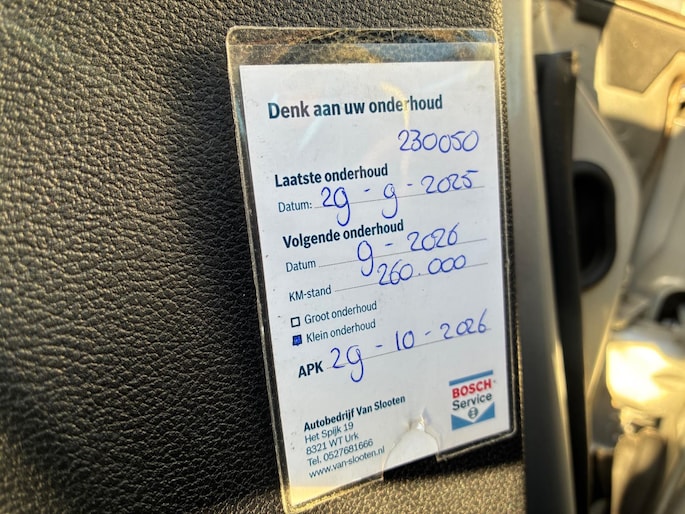 Denk aan uw onderhoud
230050
Laatste onderhoud
Datum: 29 - 9 - 2025
Volgende onderhoud
Datum 9 - 2026
KM-stand 260.000
Groot onderhoud
Klein onderhoud
APK 29 - 10 - 2026
Autobedrijf Van Slooten
Het Spijk 19
8321 WT Urk
Tel. 0527681666
www.van-slooten.nl
BOSCH
Service